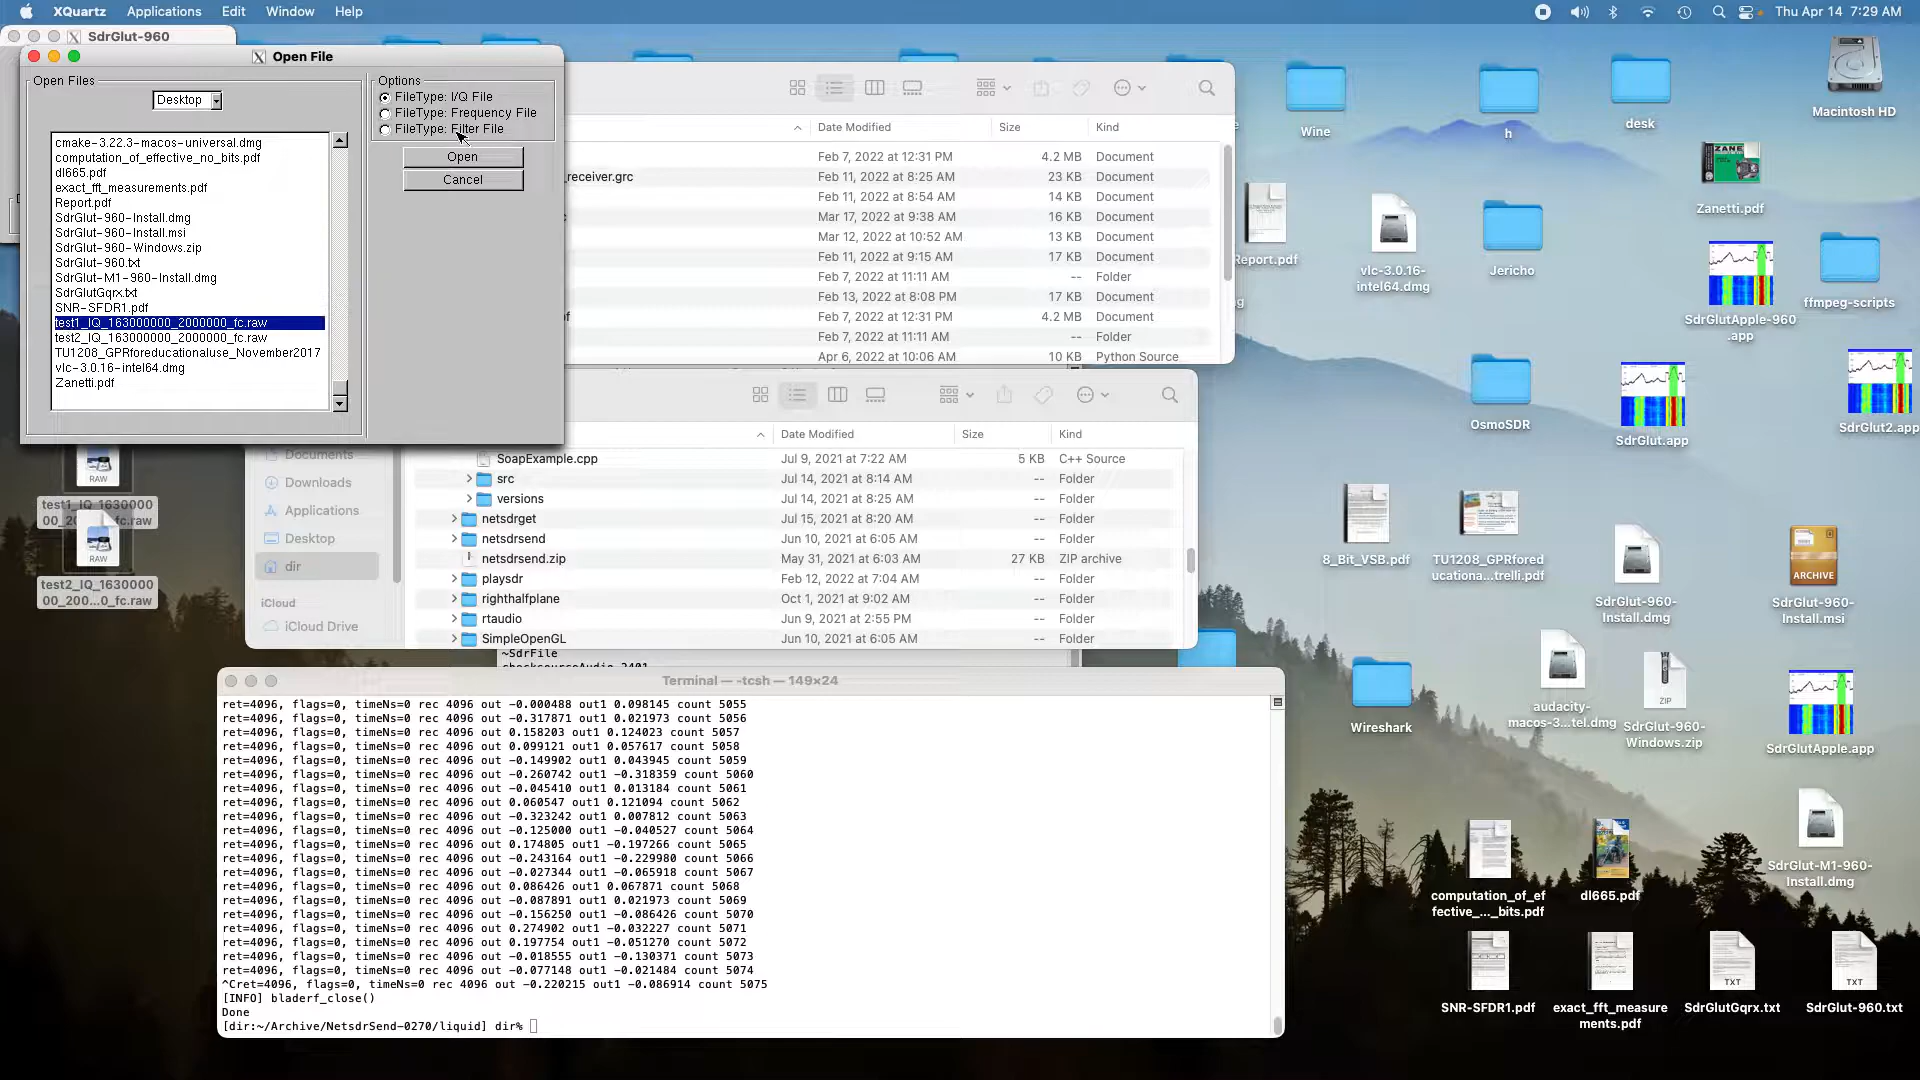 XQuartz Applications Edit Window Help
Thu Apr 14 7:29 AM
SdrGlut-960
Open File
Open Files
Desktop
cmake-3.22.3-macos-universal.dmg
computation_of_effective_no_bits.pdf
dl665.pdf
exact_fft_measurements.pdf
Report.pdf
SdrGlut-960-Install.dmg
SdrGlut-960-Install.msi
SdrGlut-960-Windows.zip
SdrGlut-960.txt
SdrGlut-M1-960-Install.dmg
SdrGlutGqrx.txt
SNR-SFDR1.pdf
test1_IQ_163000000_2000000_fc.raw
test2_IQ_163000000_2000000_fc.raw
TU1208_GPRforeducationaluse_November2017
vlc-3.0.16-intel64.dmg
Zanetti.pdf
Options
FileType: I/Q File
FileType: Frequency File
FileType: Filter File
Open
Cancel
Date Modified Size Kind
Feb 7, 2022 at 12:31 PM 4.2 MB Document
_receiver.grc Feb 11, 2022 at 8:25 AM 23 KB Document
Feb 11, 2022 at 8:54 AM 14 KB Document
Mar 17, 2022 at 9:38 AM 16 KB Document
Mar 12, 2022 at 10:52 AM 13 KB Document
Feb 11, 2022 at 9:15 AM 17 KB Document
Feb 7, 2022 at 11:11 AM -- Folder
Feb 13, 2022 at 8:08 PM 17 KB Document
Feb 7, 2022 at 12:31 PM 4.2 MB Document
Feb 7, 2022 at 11:11 AM -- Folder
Apr 6, 2022 at 10:06 AM 10 KB Python Source
Date Modified Size Kind
Documents
Downloads
Applications
Desktop
dir
iCloud
iCloud Drive
SoapExample.cpp Jul 9, 2021 at 7:22 AM 5 KB C++ Source
src Jul 14, 2021 at 8:14 AM -- Folder
versions Jul 14, 2021 at 8:25 AM -- Folder
netsdrget Jul 15, 2021 at 8:20 AM -- Folder
netsdrsend Jun 10, 2021 at 6:05 AM -- Folder
netsdrsend.zip May 31, 2021 at 6:03 AM 27 KB ZIP archive
playsdr Feb 12, 2022 at 7:04 AM -- Folder
righthalfplane Oct 1, 2021 at 9:02 AM -- Folder
rtaudio Jun 9, 2021 at 2:55 PM -- Folder
SimpleOpenGL Jun 10, 2021 at 6:05 AM -- Folder
~SdrFile
Terminal — -tcsh — 149×24
ret=4096, flags=0, timeNs=0 rec 4096 out -0.000488 out1 0.098145 count 5055
ret=4096, flags=0, timeNs=0 rec 4096 out -0.317871 out1 0.021973 count 5056
ret=4096, flags=0, timeNs=0 rec 4096 out 0.158203 out1 0.124023 count 5057
ret=4096, flags=0, timeNs=0 rec 4096 out 0.099121 out1 0.057617 count 5058
ret=4096, flags=0, timeNs=0 rec 4096 out -0.149902 out1 0.043945 count 5059
ret=4096, flags=0, timeNs=0 rec 4096 out -0.260742 out1 -0.318359 count 5060
ret=4096, flags=0, timeNs=0 rec 4096 out -0.045410 out1 0.013184 count 5061
ret=4096, flags=0, timeNs=0 rec 4096 out 0.060547 out1 0.121094 count 5062
ret=4096, flags=0, timeNs=0 rec 4096 out -0.323242 out1 0.007812 count 5063
ret=4096, flags=0, timeNs=0 rec 4096 out -0.125000 out1 -0.040527 count 5064
ret=4096, flags=0, timeNs=0 rec 4096 out 0.174805 out1 -0.197266 count 5065
ret=4096, flags=0, timeNs=0 rec 4096 out -0.243164 out1 -0.229980 count 5066
ret=4096, flags=0, timeNs=0 rec 4096 out -0.027344 out1 -0.065918 count 5067
ret=4096, flags=0, timeNs=0 rec 4096 out 0.086426 out1 0.067871 count 5068
ret=4096, flags=0, timeNs=0 rec 4096 out -0.087891 out1 0.021973 count 5069
ret=4096, flags=0, timeNs=0 rec 4096 out -0.156250 out1 -0.086426 count 5070
ret=4096, flags=0, timeNs=0 rec 4096 out 0.274902 out1 -0.032227 count 5071
ret=4096, flags=0, timeNs=0 rec 4096 out 0.197754 out1 -0.051270 count 5072
ret=4096, flags=0, timeNs=0 rec 4096 out -0.018555 out1 -0.130371 count 5073
ret=4096, flags=0, timeNs=0 rec 4096 out -0.077148 out1 -0.021484 count 5074
^Cret=4096, flags=0, timeNs=0 rec 4096 out -0.220215 out1 -0.086914 count 5075
[INFO] bladerf_close()
Done
[dir:~/Archive/NetsdrSend-0270/liquid] dir%
RAW
test1_IQ_1630000
00_20 fc.raw
RAW
test2_IQ_1630000
00_200...0_fc.raw
Wine
h
desk
Macintosh HD
Zanetti.pdf
Report.pdf
vlc-3.0.16-
intel64.dmg
Jericho
SdrGlutApple-960
.app
ffmpeg-scripts
OsmoSDR
SdrGlut.app
SdrGlut2.app
8_Bit_VSB.pdf
TU1208_GPRfored
ucationa...trelli.pdf
SdrGlut-960-
Install.dmg
ARCHIVE
SdrGlut-960-
Install.msi
Wireshark
audacity-
macos-3...tel.dmg
ZIP
SdrGlut-960-
Windows.zip
SdrGlutApple.app
computation_of_ef
fective_..._bits.pdf
dl665.pdf
SdrGlut-M1-960-
Install.dmg
SNR-SFDR1.pdf
exact_fft_measure
ments.pdf
TXT
SdrGlutGqrx.txt
TXT
SdrGlut-960.txt